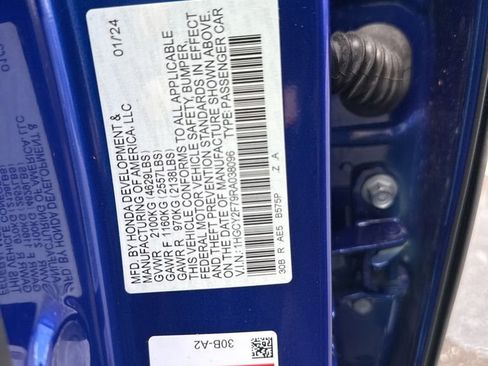 01/'24
MFD. BY HONDA DEVELOPMENT &
MANUFACTURING OF AMERICA, LLC
GVWR 2100KG (4629LBS)
GAWR F 1160KG (2557LBS)
GAWR R 970KG (2138LBS)
THIS VEHICLE CONFORMS TO ALL APPLICABLE
FEDERAL MOTOR VEHICLE SAFETY, BUMPER,
AND THEFT PREVENTION STANDARDS IN EFFECT
ON THE DATE OF MANUFACTURE SHOWN ABOVE.
V.I.N.: 1HGCV2F79RA038096 TYPE: PASSENGER CAR
30B R AE5 B575P Z A
30B-A2